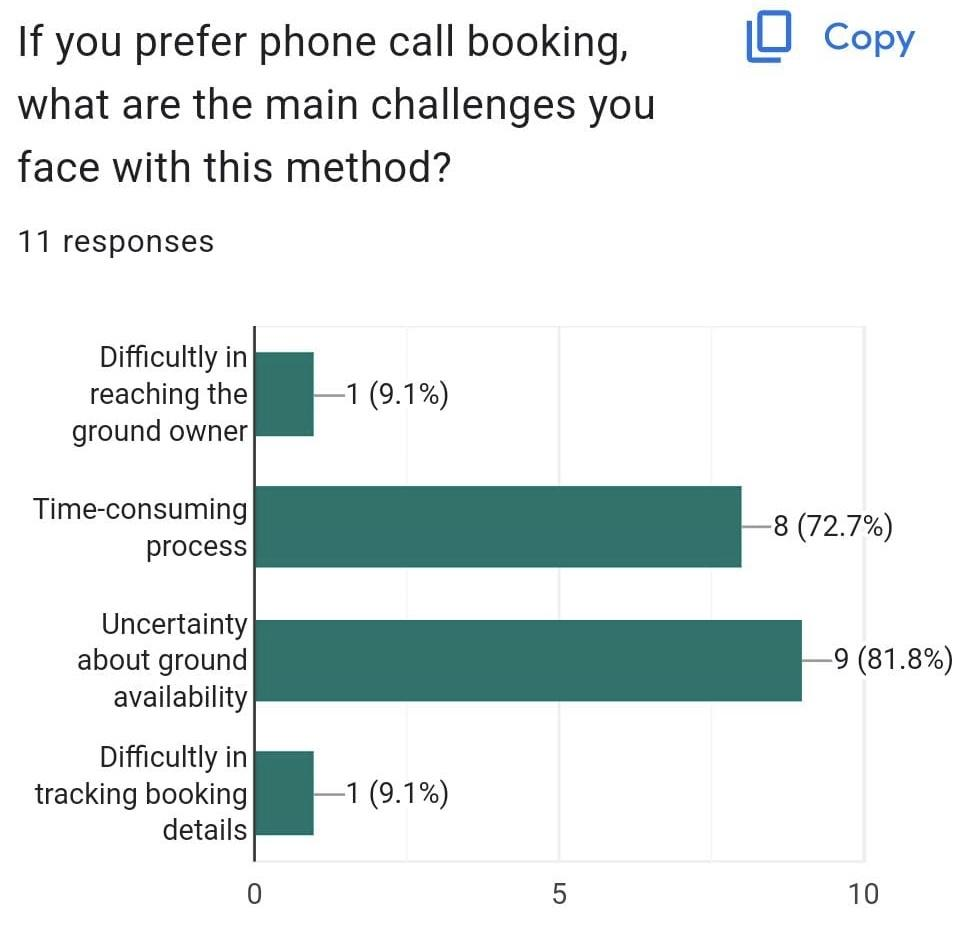 If you prefer phone call booking,
what are the main challenges you
face with this method?
Copy
11 responses
Difficultly in
reaching the
ground owner
1 (9.1%)
Time-consuming
process
8 (72.7%)
Uncertainty
about ground
availability
9 (81.8%)
Difficultly in
tracking booking
details
1 (9.1%)
0
5
10